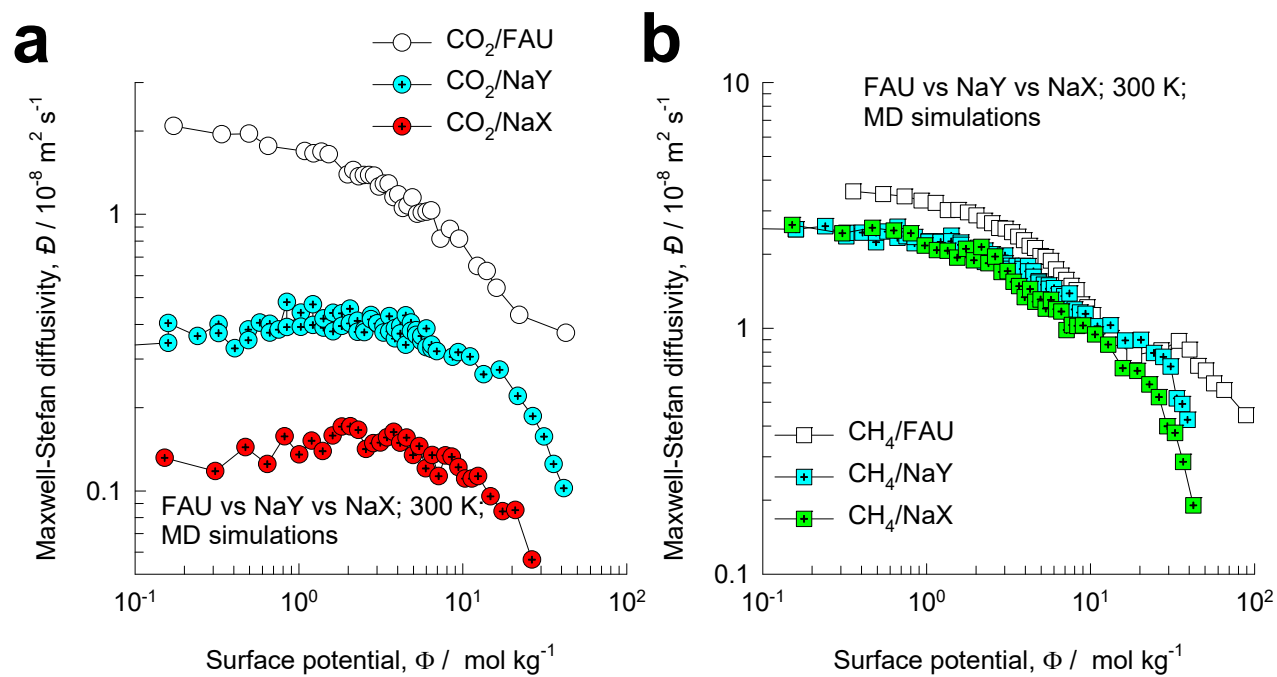 a
CO2/FAU
CO2/NaY
CO2/NaX
1
0.1
Maxwell-Stefan diffusivity, Đ / 10-8 m2 s-1
FAU vs NaY vs NaX; 300 K;
MD simulations
10-1
100
101
102
Surface potential, Φ / mol kg-1
b
10
1
0.1
Maxwell-Stefan diffusivity, Đ / 10-8 m2 s-1
FAU vs NaY vs NaX; 300 K;
MD simulations
CH4/FAU
CH4/NaY
CH4/NaX
10-1
100
101
102
Surface potential, Φ / mol kg-1